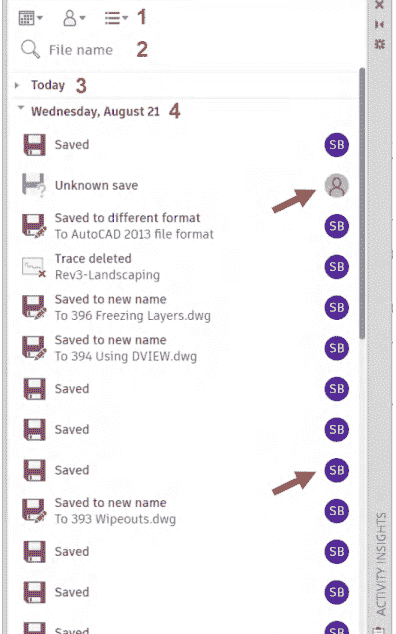 1
File name 2
Today 3
Wednesday, August 21 4
Saved SB
Unknown save
?
Saved to different format
To AutoCAD 2013 file format
SB
Trace deleted
Rev3-Landscaping
SB
Saved to new name
To 396 Freezing Layers.dwg
SB
Saved to new name
To 394 Using DVIEW.dwg
SB
Saved SB
Saved SB
Saved SB
Saved to new name
To 393 Wipeouts.dwg
SB
Saved SB
Saved SB
Saved SB
ACTIVITY INSIGHTS